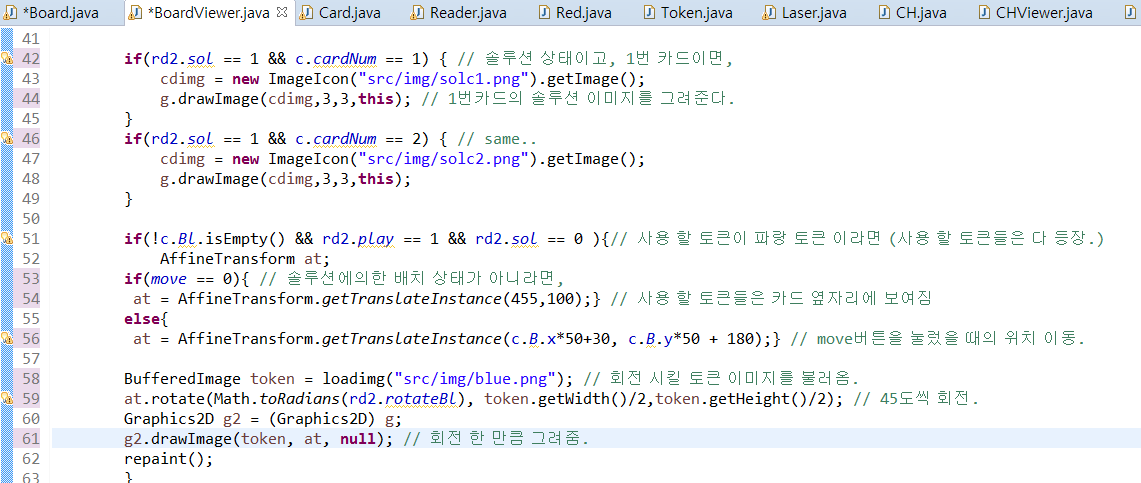 *Board.java *BoardViewer.java Card.java Reader.java Red.java Token.java Laser.java CH.java CHViewer.java
41
42 if(rd2.sol == 1 && c.cardNum == 1) { // 솔루션 상태이고, 1번 카드이면,
43 cdimg = new ImageIcon("src/img/solc1.png").getImage();
44 g.drawImage(cdimg,3,3,this); // 1번카드의 솔루션 이미지를 그려준다.
45 }
46 if(rd2.sol == 1 && c.cardNum == 2) { // same..
47 cdimg = new ImageIcon("src/img/solc2.png").getImage();
48 g.drawImage(cdimg,3,3,this);
49 }
50
51 if(!c.Bl.isEmpty() && rd2.play == 1 && rd2.sol == 0 ){// 사용 할 토큰이 파랑 토큰 이라면 (사용 할 토큰들은 다 등장.)
52 AffineTransform at;
53 if(move == 0){ // 솔루션에의한 배치 상태가 아니라면,
54 at = AffineTransform.getTranslateInstance(455,100);} // 사용 할 토큰들은 카드 옆자리에 보여짐
55 else{
56 at = AffineTransform.getTranslateInstance(c.B.x*50+30, c.B.y*50 + 180);} // move버튼을 눌렀을 때의 위치 이동.
57
58 BufferedImage token = loadimg("src/img/blue.png"); // 회전 시킬 토큰 이미지를 불러옴.
59 at.rotate(Math.toRadians(rd2.rotateBl), token.getWidth()/2,token.getHeight()/2); // 45도씩 회전.
60 Graphics2D g2 = (Graphics2D) g;
61 g2.drawImage(token, at, null); // 회전 한 만큼 그려줌.
62 repaint();
63 }